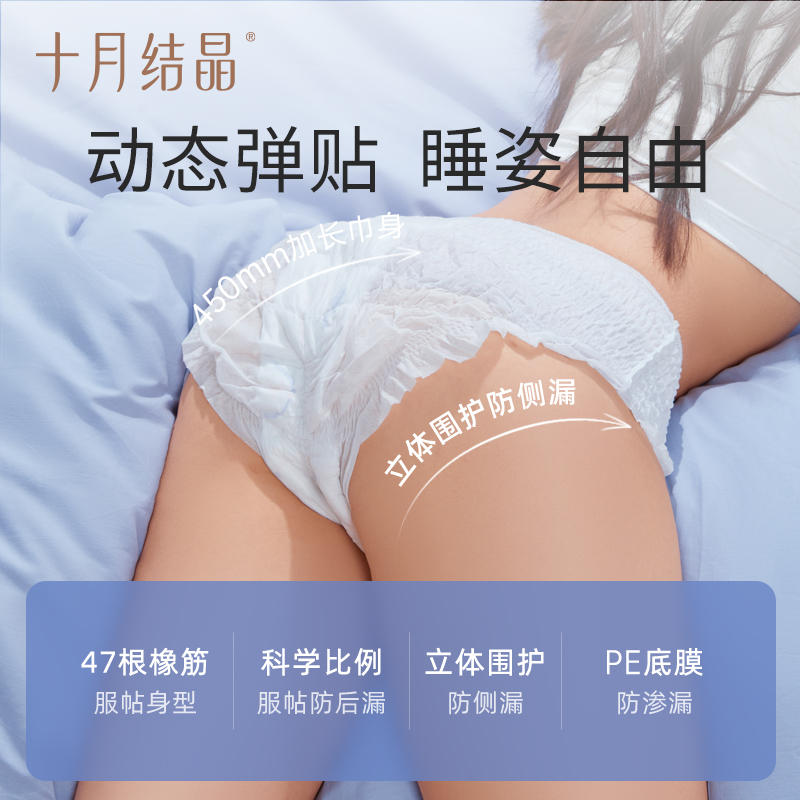 十月结晶®
动态弹贴 睡姿自由
450mm加长巾身
立体围护防侧漏
47根橡筋
服帖身型
科学比例
服帖防后漏
立体围护
防侧漏
PE底膜
防渗漏